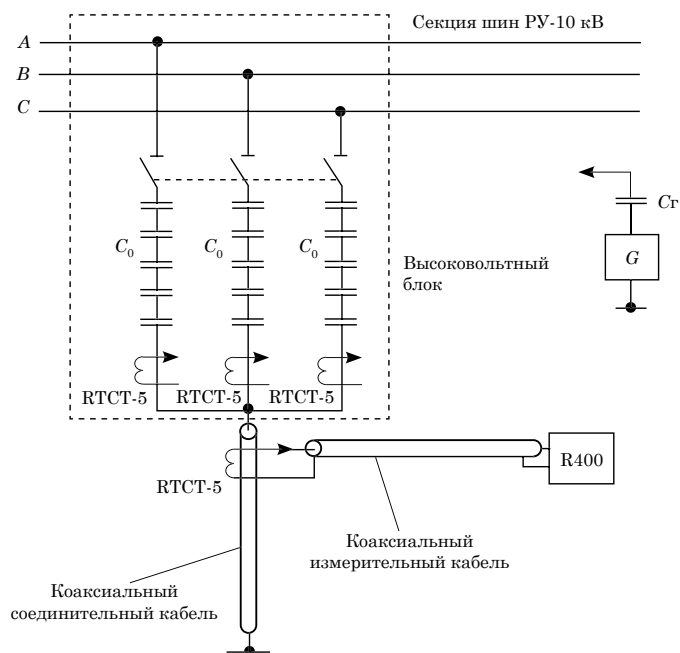 Секция шин РУ-10 кВ
A
B
C
Cг
C0 C0 C0
G
Высоковольтный
блок
RTCT-5 RTCT-5 RTCT-5
RTCT-5
R400
Коаксиальный
измерительный кабель
Коаксиальный
соединительный кабель